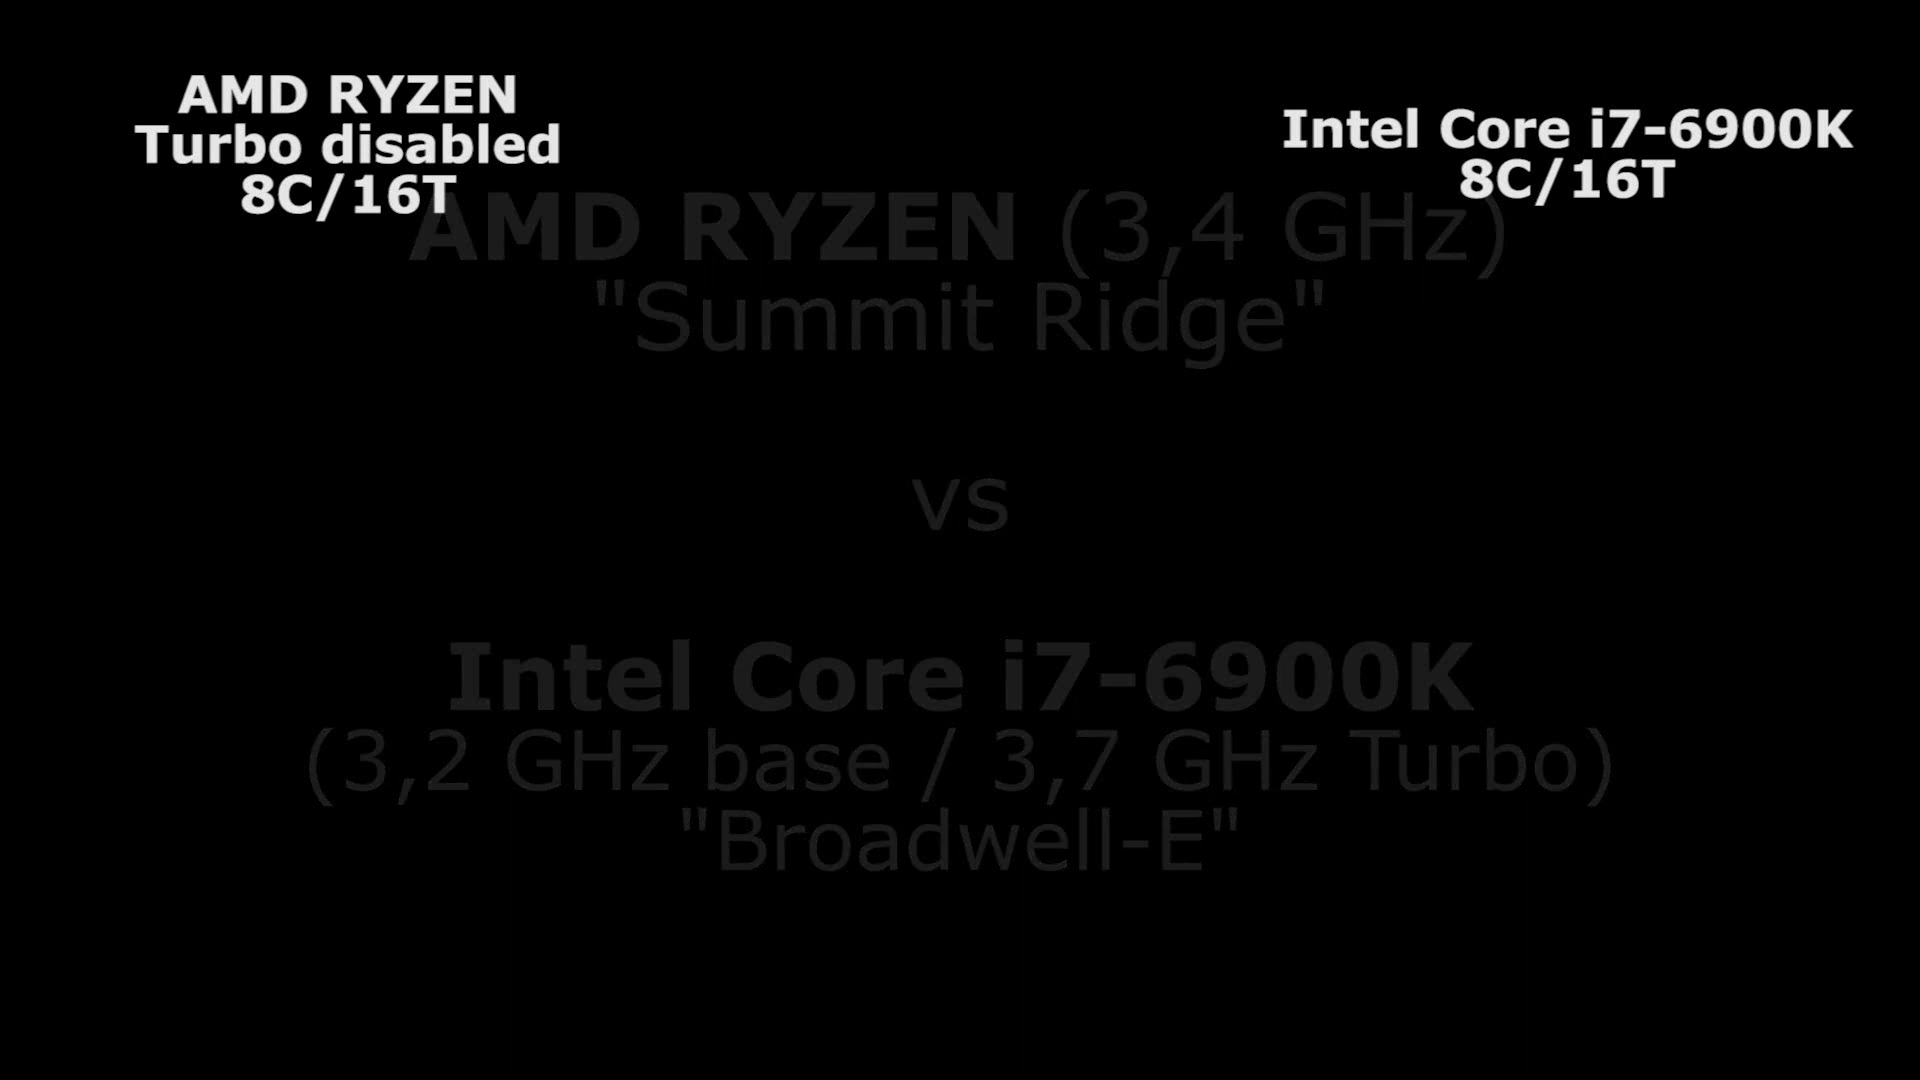 AMD RYZEN
Turbo disabled
8C/16T
Intel Core i7-6900K
8C/16T
AMD RYZEN (3,4 GHz)
"Summit Ridge"
vs
Intel Core i7-6900K
(3,2 GHz base / 3,7 GHz Turbo)
"Broadwell-E"